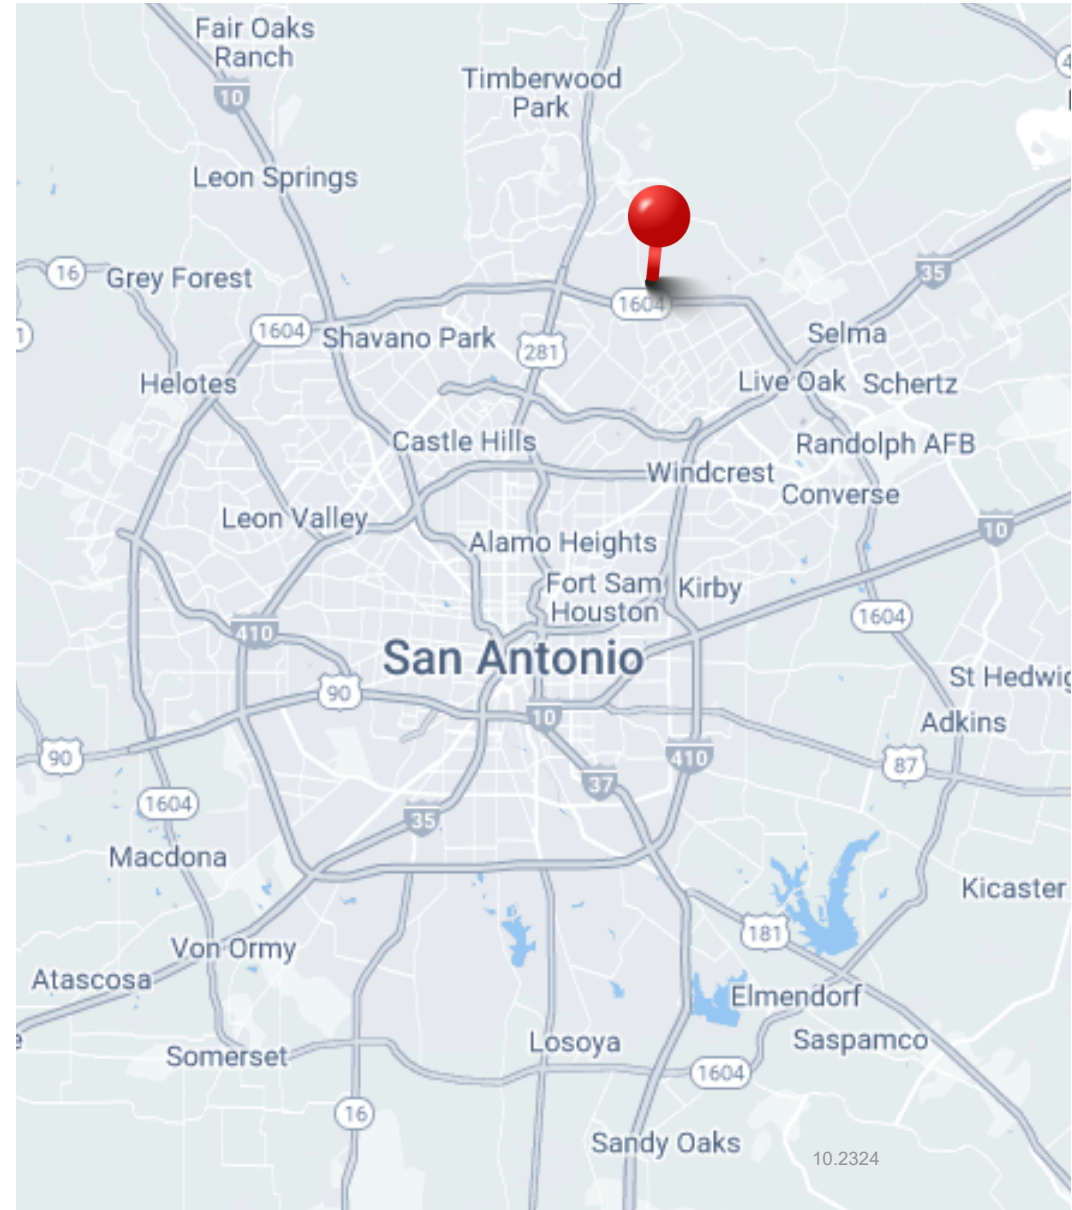 Fair Oaks
Ranch
10
Timberwood
Park
4
Leon Springs
16
Grey Forest
35
1604
1604
1
Shavano Park
281
Selma
Helotes
Live Oak
Schertz
Castle Hills
Randolph AFB
Windcrest
Converse
Leon Valley
10
Alamo Heights
Fort Sam
Houston
Kirby
1604
410
San Antonio
St Hedwig
90
10
Adkins
90
410
87
37
1604
35
Macdona
Kicaster
181
Von Ormy
Atascosa
Elmendorf
e
Losoya
Saspamco
Somerset
1604
16
Sandy Oaks
10.2324